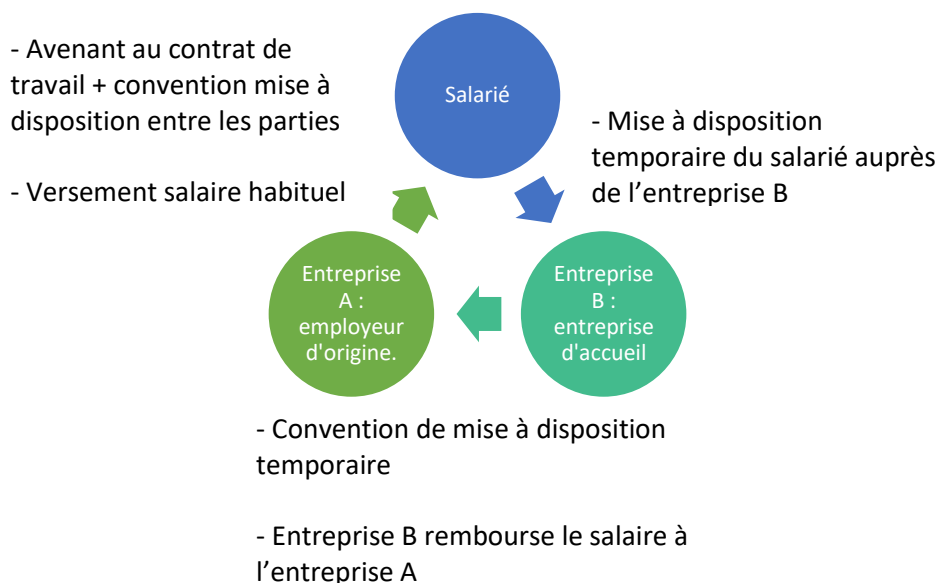 - Avenant au contrat de
travail + convention mise à
disposition entre les parties
- Versement salaire habituel
Salarié
- Mise à disposition
temporaire du salarié auprès
de l’entreprise B
Entreprise
A :
employeur
d'origine.
Entreprise
B :
entreprise
d'accueil
- Convention de mise à disposition
temporaire
- Entreprise B rembourse le salaire à
l’entreprise A